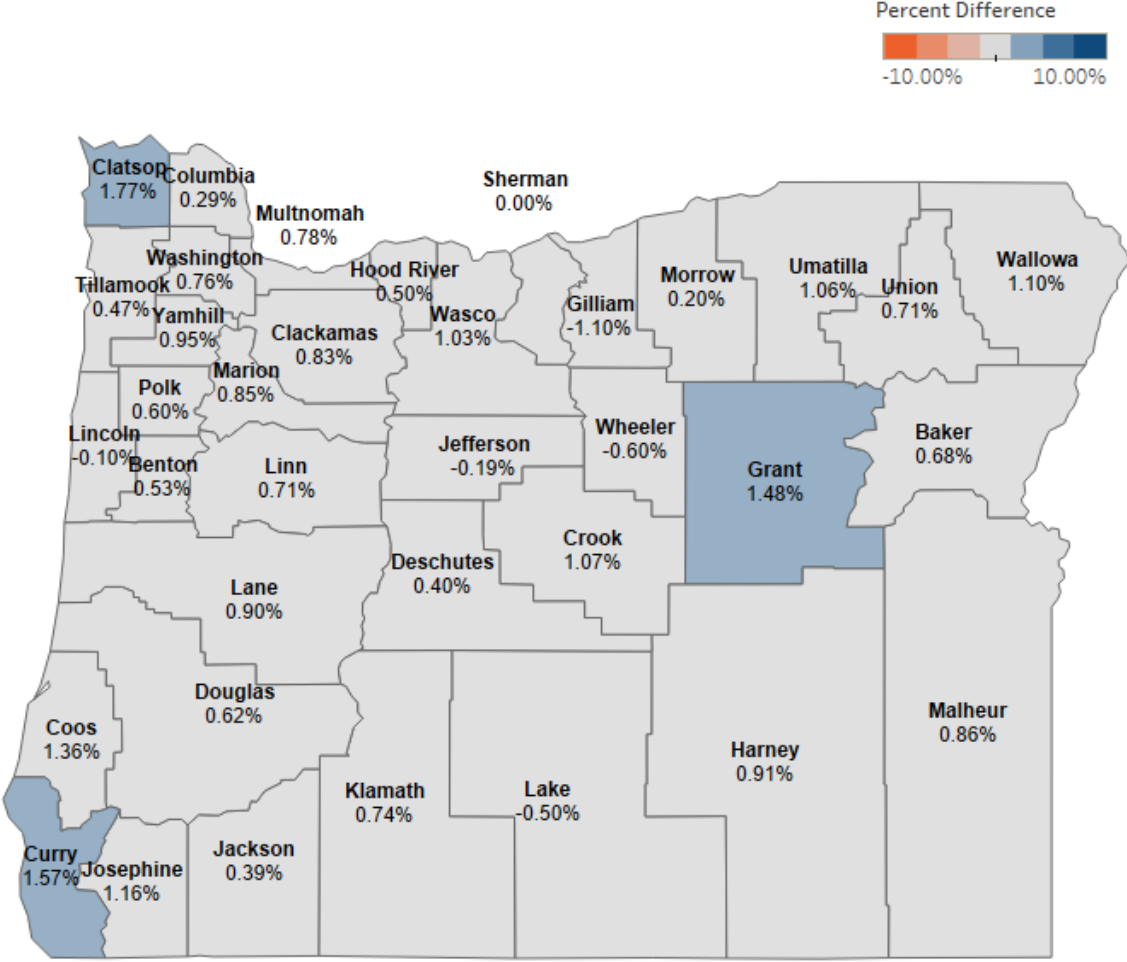 Percent Difference
-10.00% 10.00%
Clatsop
1.77%
Columbia
0.29%
Multnomah
0.78%
Sherman
0.00%
Washington
0.76%
Tillamook
0.47%
Yamhill
0.95%
Hood River
0.50%
Wasco
1.03%
Gilliam
-1.10%
Morrow
0.20%
Umatilla
1.06%
Union
0.71%
Wallowa
1.10%
Clackamas
0.83%
Marion
0.85%
Polk
0.60%
Lincoln
-0.10%
Benton
0.53%
Linn
0.71%
Jefferson
-0.19%
Wheeler
-0.60%
Grant
1.48%
Baker
0.68%
Crook
1.07%
Deschutes
0.40%
Lane
0.90%
Douglas
0.62%
Coos
1.36%
Malheur
0.86%
Harney
0.91%
Klamath
0.74%
Lake
-0.50%
Curry
1.57%
Josephine
1.16%
Jackson
0.39%